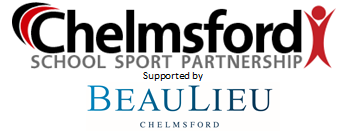 Chelmsford
SCHOOL SPORT PARTNERSHIP
Supported by
BEAULIEU
CHELMSFORD